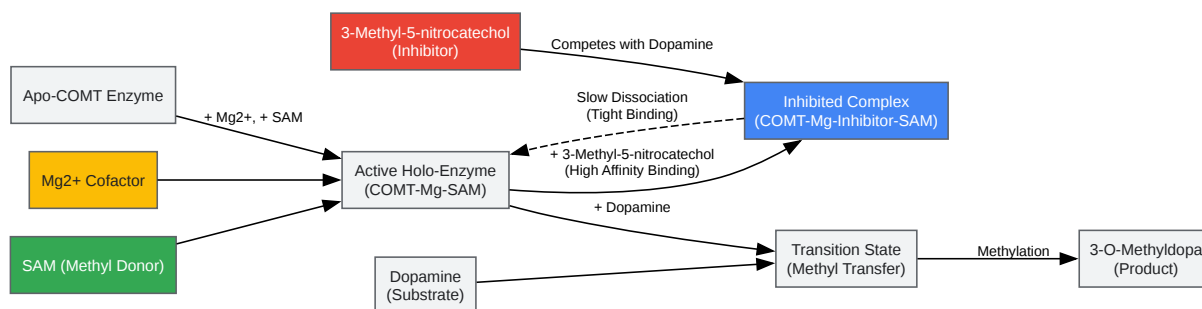 3-Methyl-5-nitrocatechol
(Inhibitor)
Competes with Dopamine
Apo-COMT Enzyme
+ Mg2+, + SAM
Slow Dissociation
(Tight Binding)
Inhibited Complex
(COMT-Mg-Inhibitor-SAM)
+ 3-Methyl-5-nitrocatechol
(High Affinity Binding)
Mg2+ Cofactor
Active Holo-Enzyme
(COMT-Mg-SAM)
+ Dopamine
SAM (Methyl Donor)
Dopamine
(Substrate)
Transition State
(Methyl Transfer)
Methylation
3-O-Methyldopa
(Product)